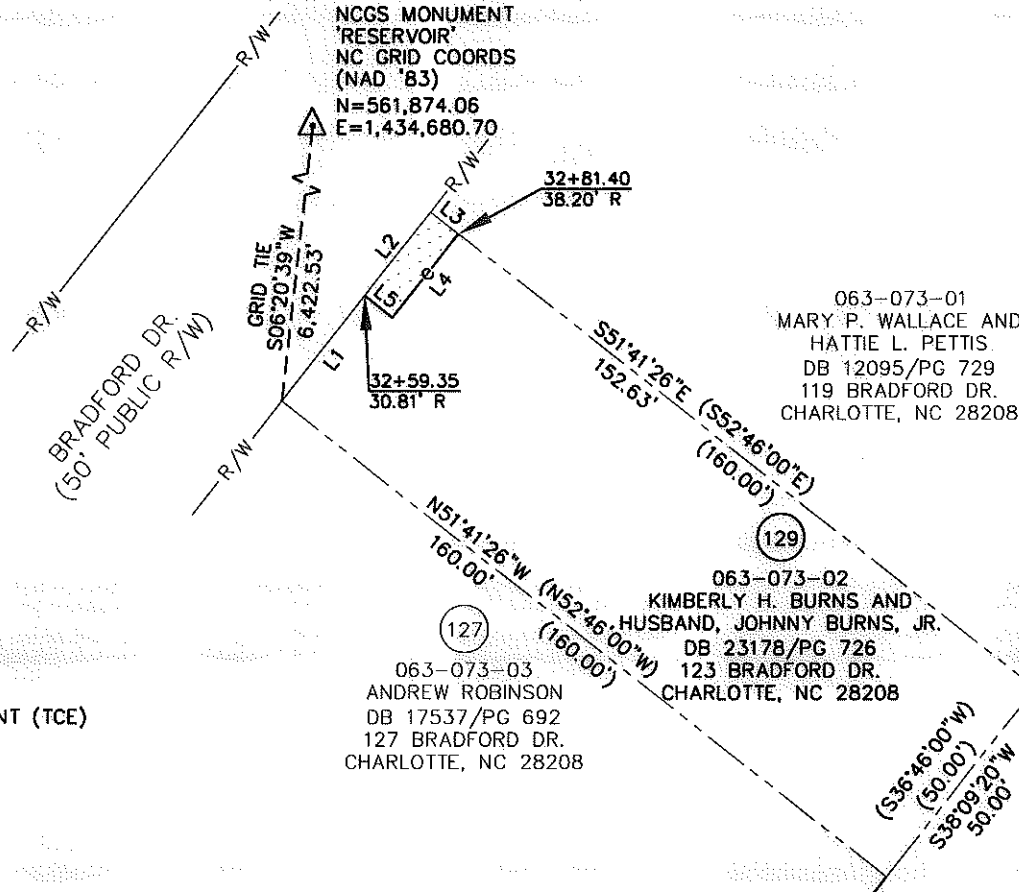 NCGS MONUMENT
'RESERVOIR'
NC GRID COORDS
(NAD '83)
N=561,874.06
E=1,434,680.70
R/W
R/W
R/W
R/W
GRID TIE
S06°20'39"W
6,422.53'
BRADFORD DR.
(50' PUBLIC R/W)
L1
L2
L3
L4
L5
32+81.40
38.20' R
32+59.35
30.81' R
S51°41'26"E (S52°46'00"E)
152.63'
(160.00')
063-073-01
MARY P. WALLACE AND
HATTIE L. PETTIS
DB 12095/PG 729
119 BRADFORD DR.
CHARLOTTE, NC 28208
N51°41'26"W (N52°46'00"W)
160.00'
(160.00')
129
063-073-02
KIMBERLY H. BURNS AND
HUSBAND, JOHNNY BURNS, JR.
DB 23178/PG 726
123 BRADFORD DR.
CHARLOTTE, NC 28208
127
063-073-03
ANDREW ROBINSON
DB 17537/PG 692
127 BRADFORD DR.
CHARLOTTE, NC 28208
NT (TCE)
(S36°46'00"W)
(50.00')
S38°09'20"W
50.00'